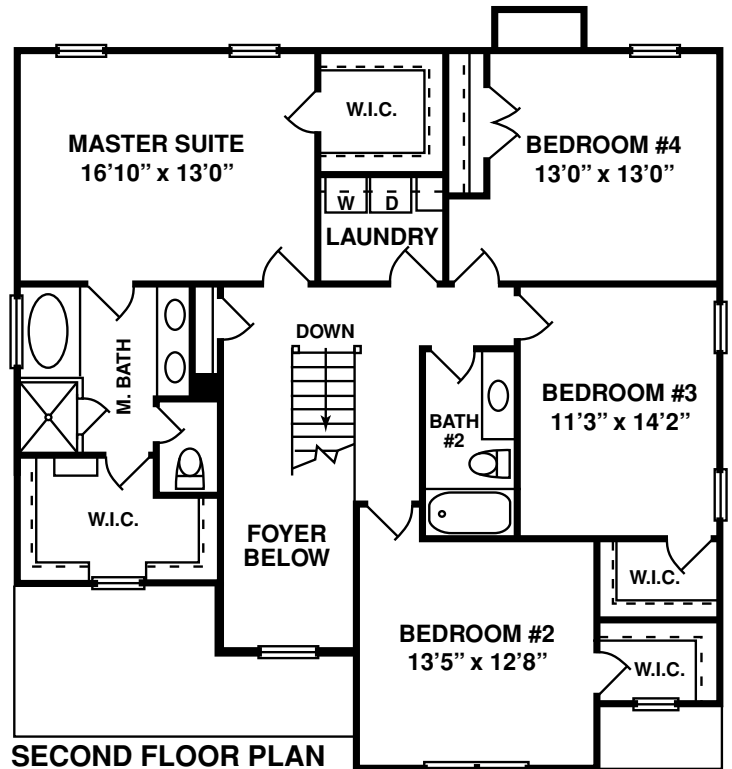 MASTER SUITE
16’10” x 13’0”
W.I.C.
BEDROOM #4
13’0” x 13’0”
W
D
LAUNDRY
DOWN
M. BATH
BEDROOM #3
11’3” x 14’2”
BATH
#2
W.I.C.
FOYER
BELOW
W.I.C.
BEDROOM #2
13’5” x 12’8”
W.I.C.
SECOND FLOOR PLAN